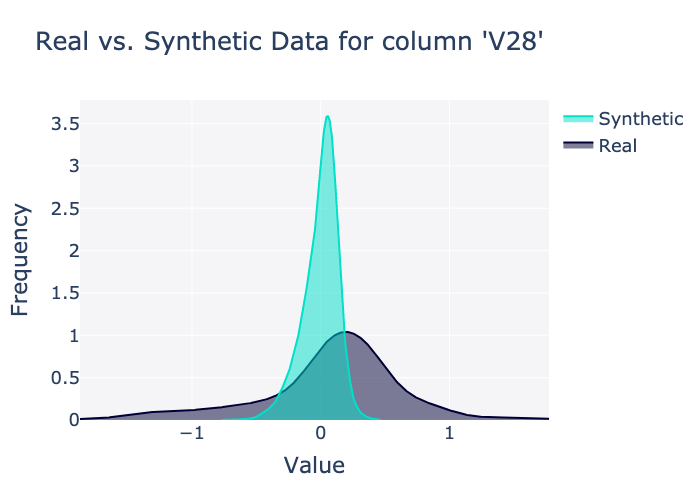 Real vs. Synthetic Data for column 'V28'
Synthetic
Real
3.5
3
2.5
2
1.5
1
0.5
0
Frequency
−1
0
1
Value